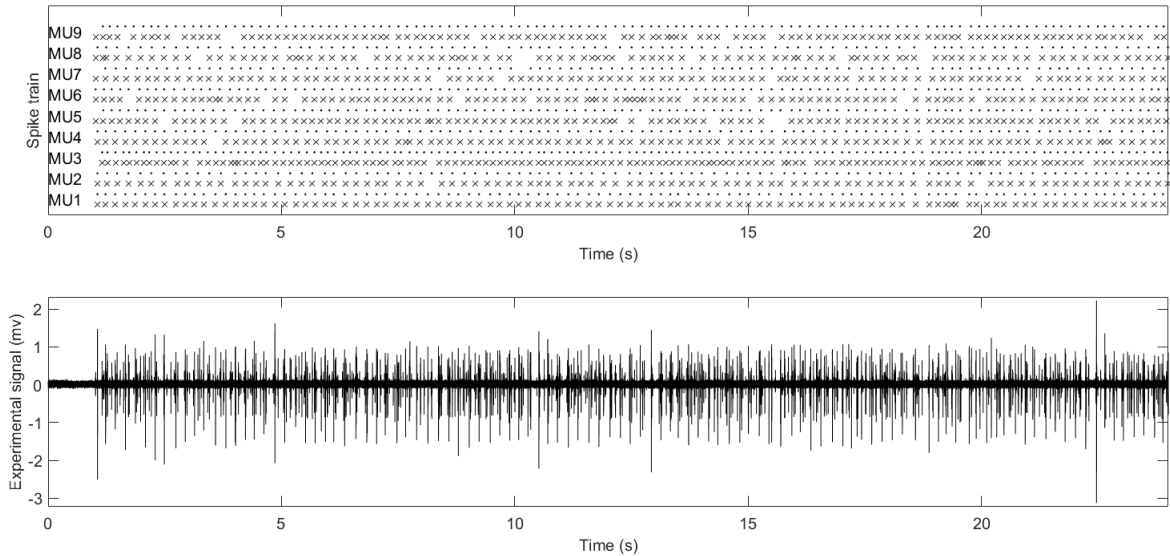 MU9
MU8
MU7
MU6
MU5
MU4
MU3
MU2
MU1
Spike train
0 5 10 15 20
Time (s)
2
1
0
-1
-2
-3
Experimental signal (mv)
0 5 10 15 20
Time (s)